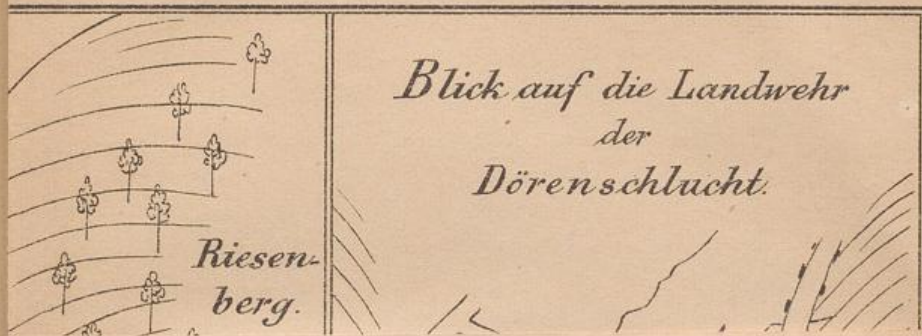 Blick auf die Landwehr
der
Dörenschlucht.
Riesen-
berg.